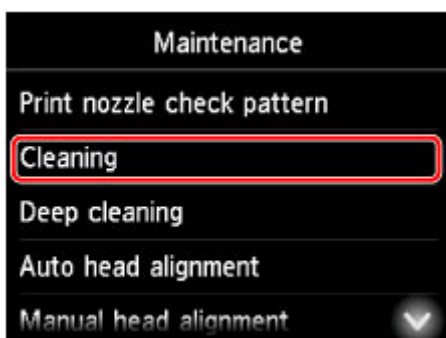 Maintenance
Print nozzle check pattern
Cleaning
Deep cleaning
Auto head alignment
Manual head alignment